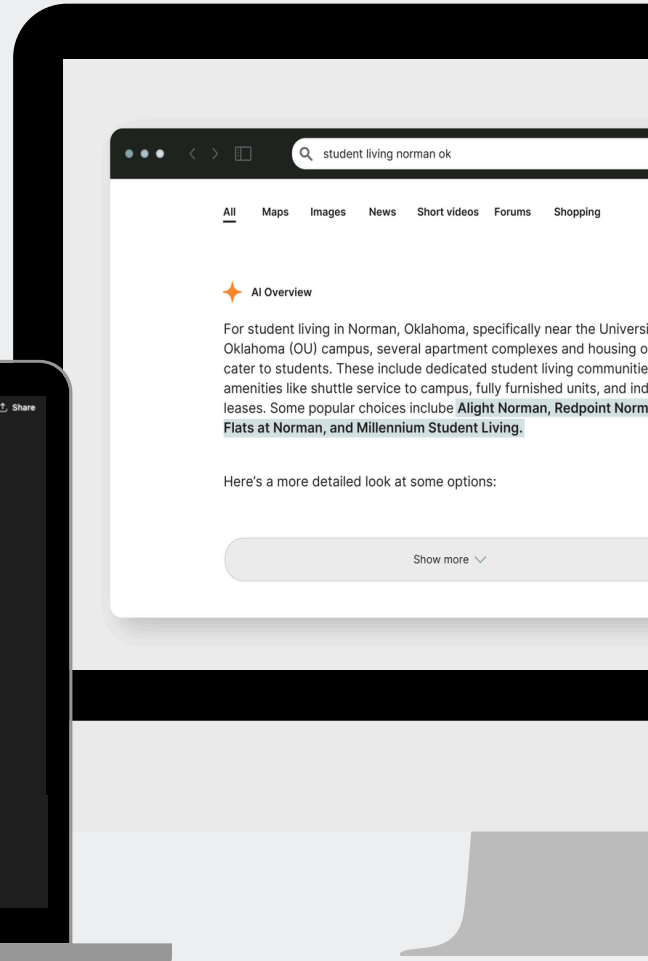 student living norman ok
All Maps Images News Short videos Forums Shopping
AI Overview
For student living in Norman, Oklahoma, specifically near the Universi
Oklahoma (OU) campus, several apartment complexes and housing o
cater to students. These include dedicated student living communitie
amenities like shuttle service to campus, fully furnished units, and ind
leases. Some popular choices inclube Alight Norman, Redpoint Norm
Flats at Norman, and Millennium Student Living.
Share
Here's a more detailed look at some options:
Show more